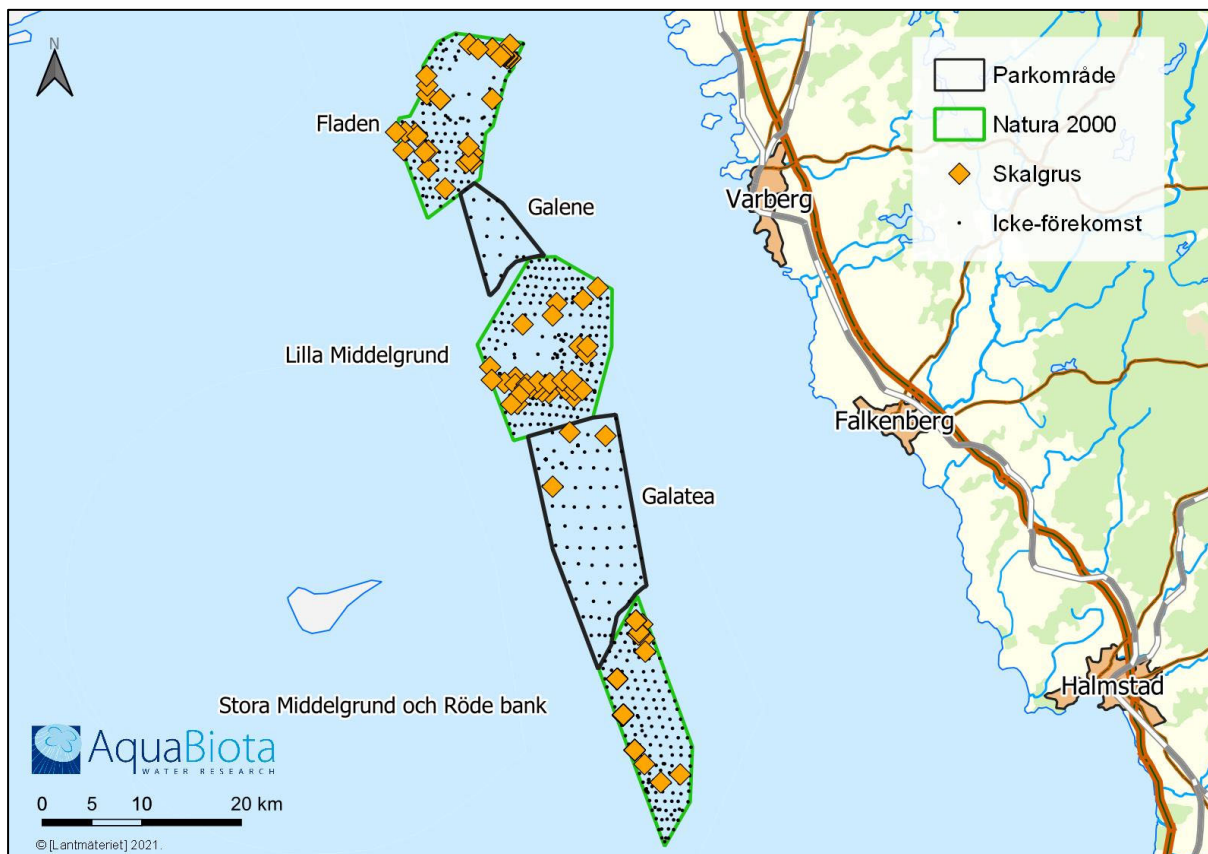 N
Parkområde
Natura 2000
Skalgrus
Icke-förekomst
Fladen
Galene
Varberg
Lilla Middelgrund
Falkenberg
Galatea
Halmstad
Stora Middelgrund och Röde bank
AquaBiota
WATER RESEARCH
0 5 10 20 km
© [Lantmäteriet] 2021.